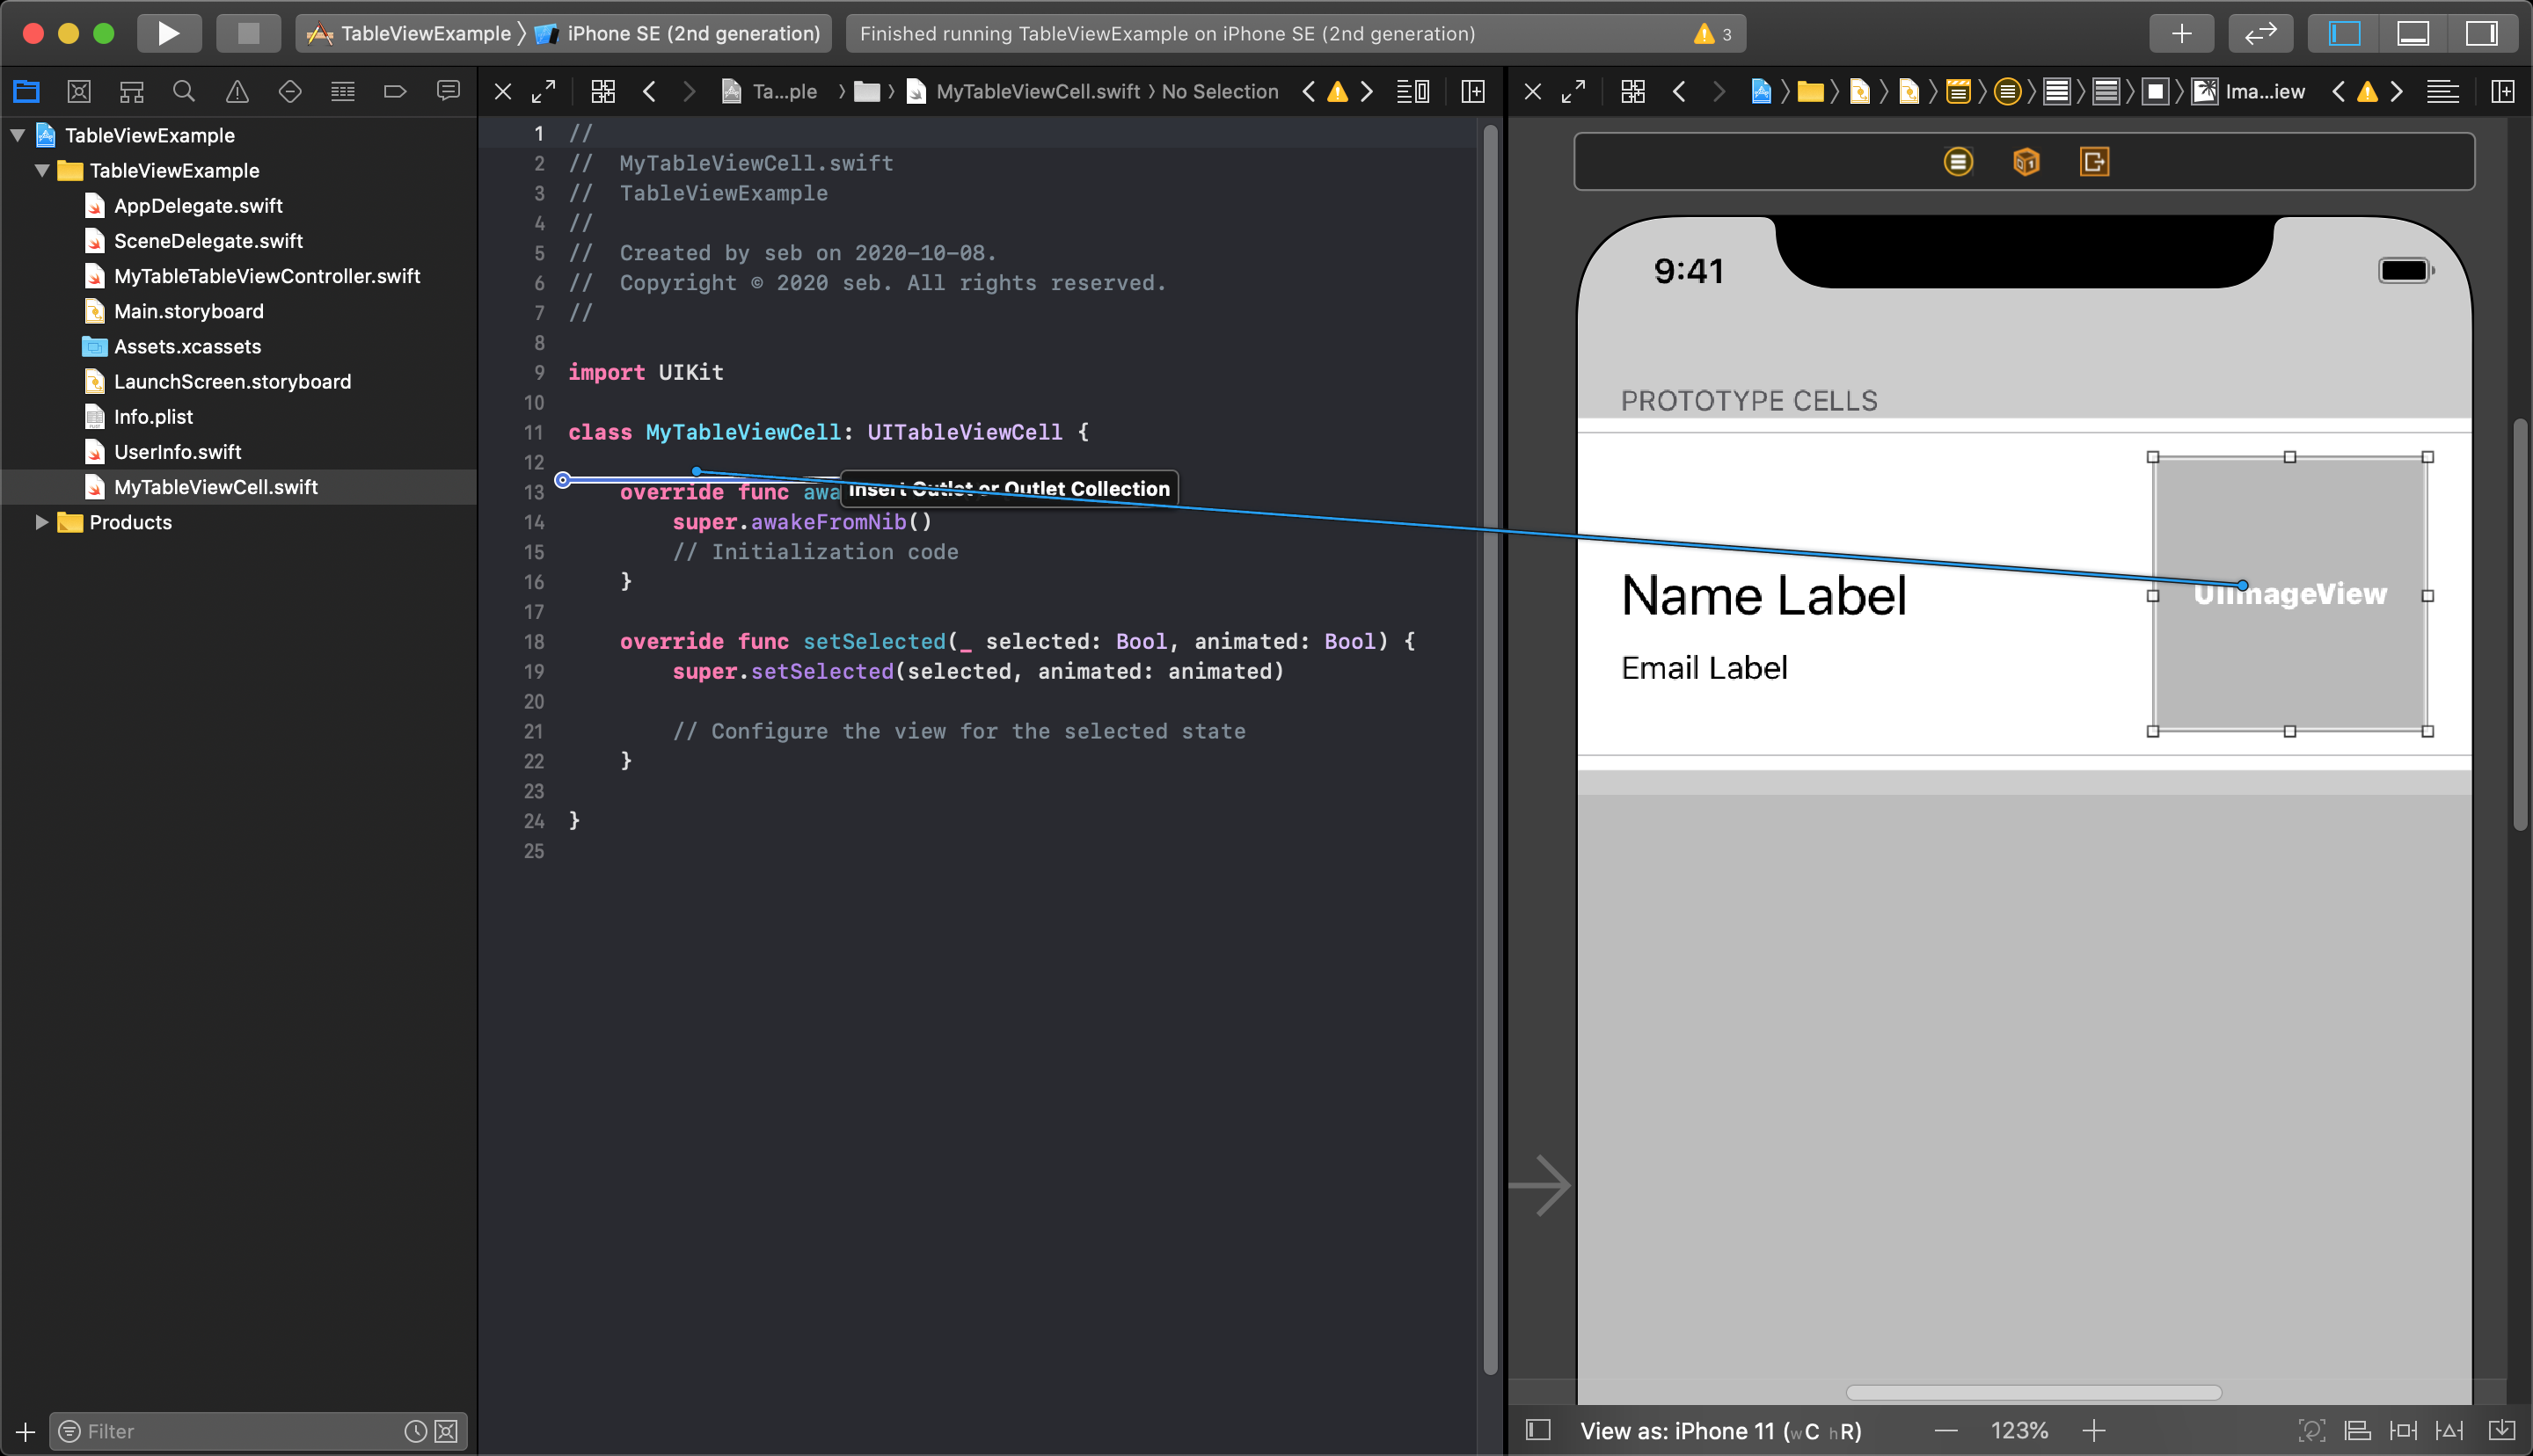 TableViewExample
iPhone SE (2nd generation)
Finished running TableViewExample on iPhone SE (2nd generation)
3
Ta...ple
MyTableViewCell.swift
No Selection
Ima...iew
TableViewExample
TableViewExample
AppDelegate.swift
SceneDelegate.swift
MyTableTableViewController.swift
Main.storyboard
Assets.xcassets
LaunchScreen.storyboard
Info.plist
UserInfo.swift
MyTableViewCell.swift
Products
Filter
1 //
2 //  MyTableViewCell.swift
3 //  TableViewExample
4 //
5 //  Created by seb on 2020-10-08.
6 //  Copyright © 2020 seb. All rights reserved.
7 //
8
9 import UIKit
10
11 class MyTableViewCell: UITableViewCell {
12
13     override func awa
Insert Outlet or Outlet Collection
14         super.awakeFromNib()
15         // Initialization code
16     }
17
18     override func setSelected(_ selected: Bool, animated: Bool) {
19         super.setSelected(selected, animated: animated)
20
21         // Configure the view for the selected state
22     }
23
24 }
25
9:41
PROTOTYPE CELLS
Name Label
Email Label
UIImageView
View as: iPhone 11 (wC hR)
123%